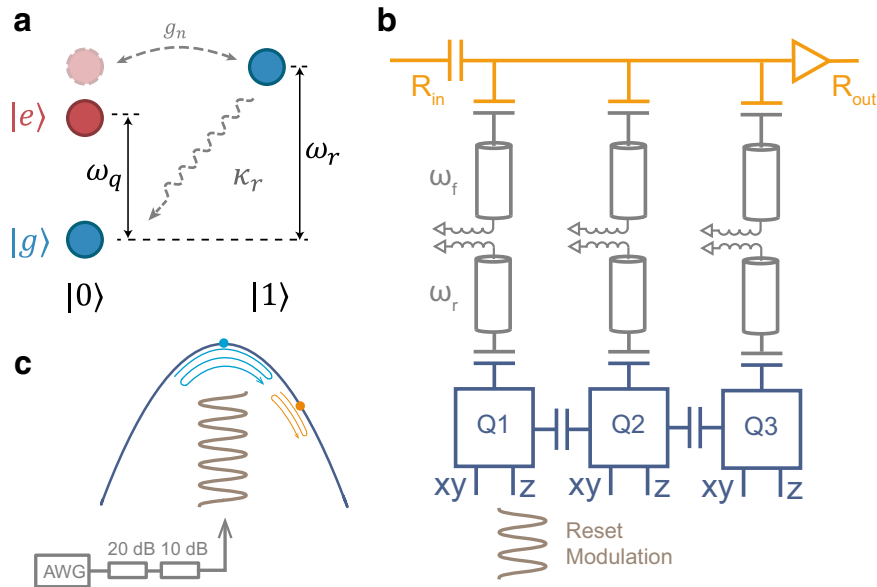 a
gₙ
|e⟩
ω_q
κ_r
ω_r
|g⟩
|0⟩
|1⟩
b
R_in
R_out
ω_f
ω_r
Q1
Q2
Q3
xy
z
xy
z
xy
z
Reset
Modulation
c
20 dB
10 dB
AWG